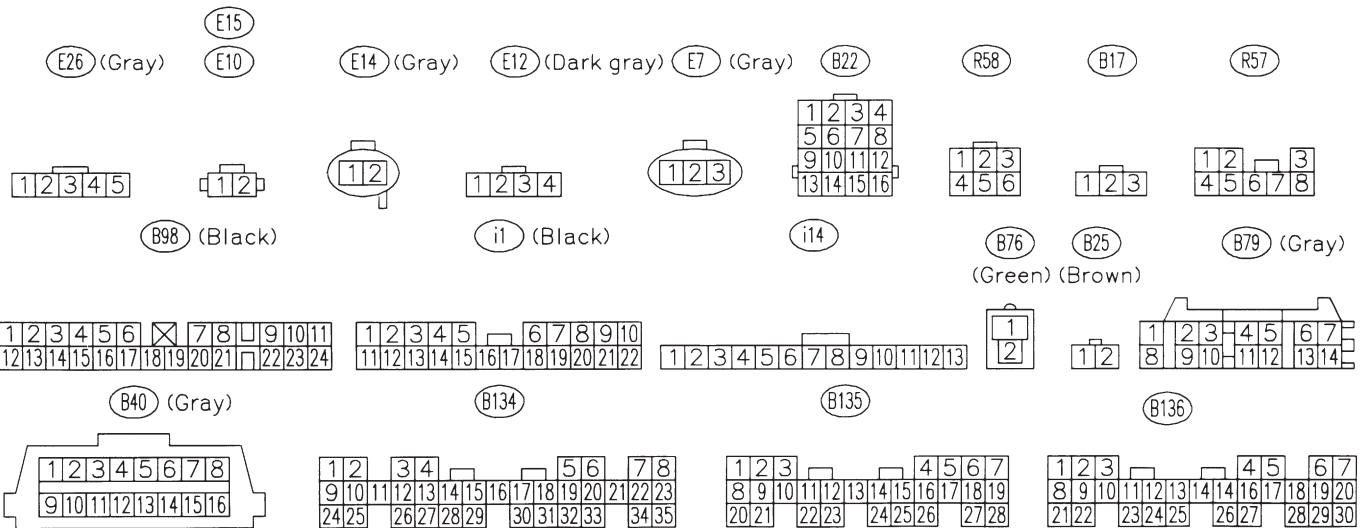 E15
E26 (Gray) E10 E14 (Gray) E12 (Dark gray) E7 (Gray) B22 R58 B17 R57
1 2 3 4
5 6 7 8
1 2 1 2 3 9 10 11 12 1 2 3 1 2 3
1 2 3 4 5 1 2 1 2 3 4 13 14 15 16 4 5 6 1 2 3 4 5 6 7 8
B98 (Black) i1 (Black) i14 B76 B25 B79 (Gray)
(Green) (Brown)
1 2 3 4 5 6 7 8 9 10 11 1 2 3 4 5 6 7 8 9 10 1 1 2 3 4 5 6 7
12 13 14 15 16 17 18 19 20 21 22 23 24 11 12 13 14 15 16 17 18 19 20 21 22 1 2 3 4 5 6 7 8 9 10 11 12 13 2 1 2 8 9 10 11 12 13 14
B40 (Gray) B134 B135 B136
1 2 3 4 5 6 7 8 1 2 3 4 5 6 7 8 1 2 3 4 5 6 7 1 2 3 4 5 6 7
9 10 11 12 13 14 15 16 17 18 19 20 21 22 23 8 9 10 11 12 13 14 15 16 17 18 19 8 9 10 11 12 13 14 14 16 17 18 19 20
9 10 11 12 13 14 15 16 24 25 26 27 28 29 30 31 32 33 34 35 20 21 22 23 24 25 26 27 28 21 22 23 24 25 26 27 28 29 30